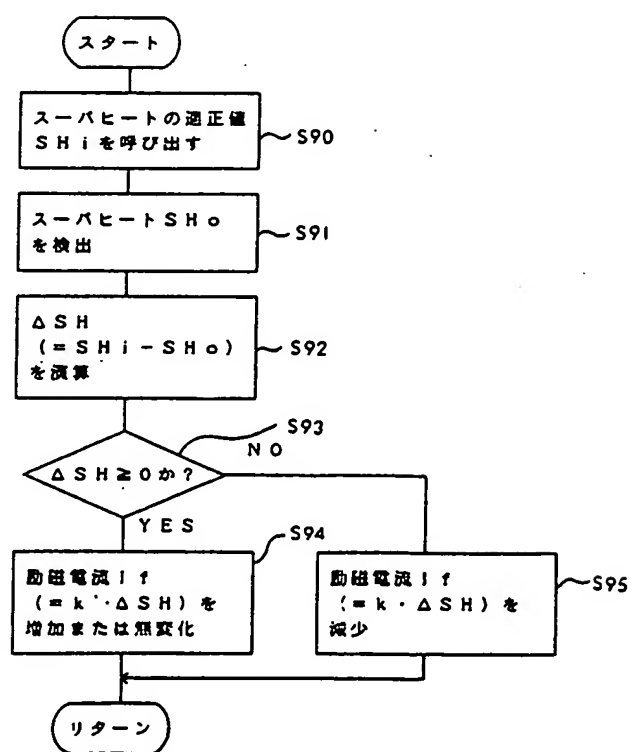 スタート
スーパヒートの適正値
SHiを呼び出す
S90
スーパヒートSHo
を検出
S91
ΔSH
(=SHi-SHo)
を演算
S92
S93
NO
ΔSH≧0か?
YES
S94
励磁電流If
(=k'・ΔSH)を
増加または無変化
励磁電流If
(=k・ΔSH)を
減少
S95
リターン